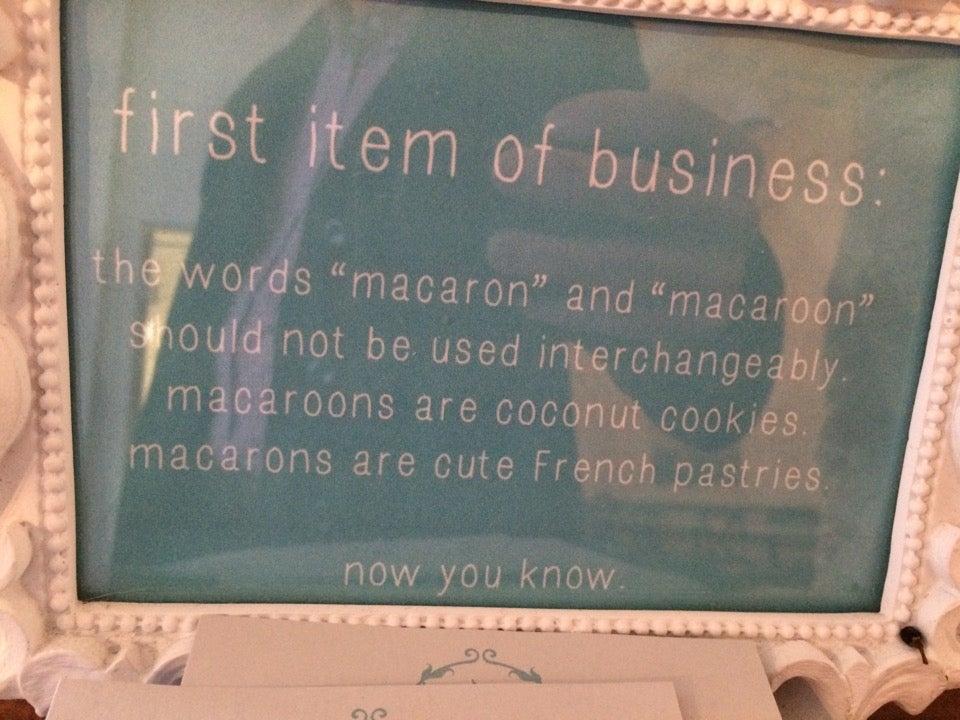 first item of business:
the words “macaron” and “macaroon”
should not be used interchangeably.
macaroons are coconut cookies.
macarons are cute French pastries.
now you know.